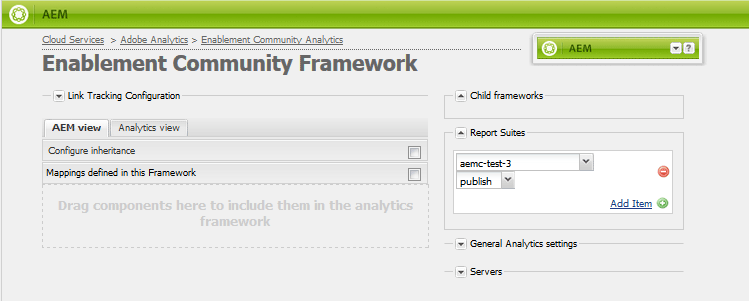 AEM
Cloud Services > Adobe Analytics > Enablement Community Analytics
AEM ?
Enablement Community Framework
Link Tracking Configuration
AEM view Analytics view
Configure inheritance
Mappings defined in this Framework
Drag components here to include them in the analytics
framework
Child frameworks
Report Suites
aemc-test-3
publish
Add Item
General Analytics settings
Servers